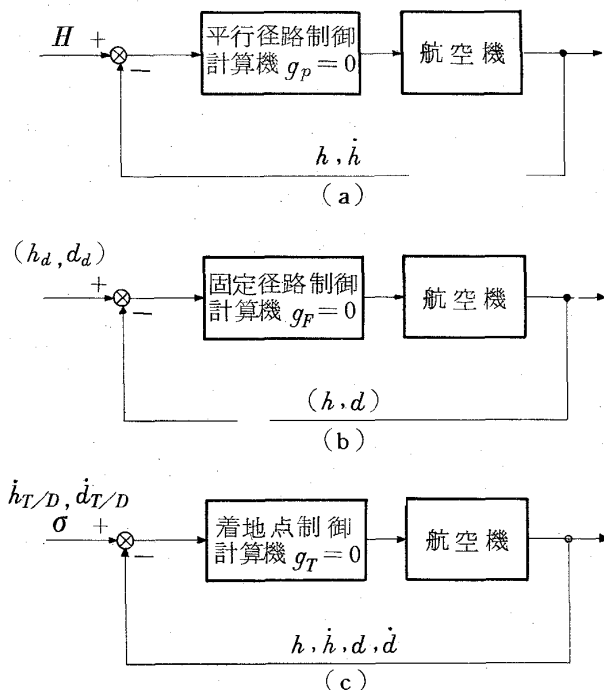 H + −
平行径路制御
計算機 g_p = 0
航空機
h , ḣ
(a)
(h_d , d_d)
+ −
固定径路制御
計算機 g_F = 0
航空機
(h , d)
(b)
ḣ_{T/D} , ḋ_{T/D}
σ + −
着地点制御
計算機 g_T = 0
航空機
h , ḣ , d , ḋ
(c)